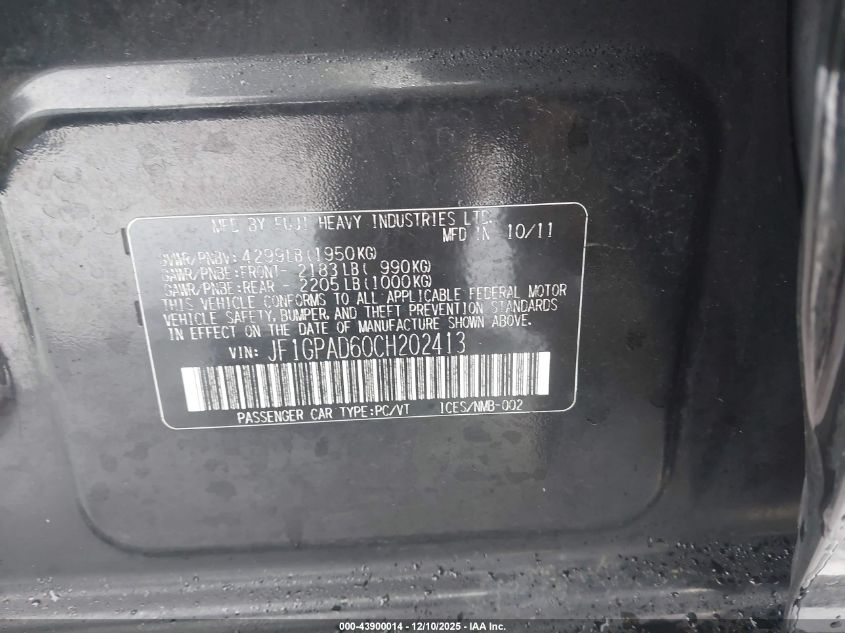 MFD BY FUJI HEAVY INDUSTRIES LTD.
MFD IN 10/11
GVWR/PNBV: 4299LB(1950KG)
GAWR/PNBE:FRONT- 2183LB( 990KG)
GAWR/PNBE:REAR - 2205LB(1000KG)
THIS VEHICLE CONFORMS TO ALL APPLICABLE FEDERAL MOTOR
VEHICLE SAFETY, BUMPER, AND THEFT PREVENTION STANDARDS
IN EFFECT ON THE DATE OF MANUFACTURE SHOWN ABOVE.
VIN: JF1GPAD60CH202413
PASSENGER CAR TYPE:PC/VT ICES/NMB-002
000-43900014 - 12/10/2025 - IAA Inc.